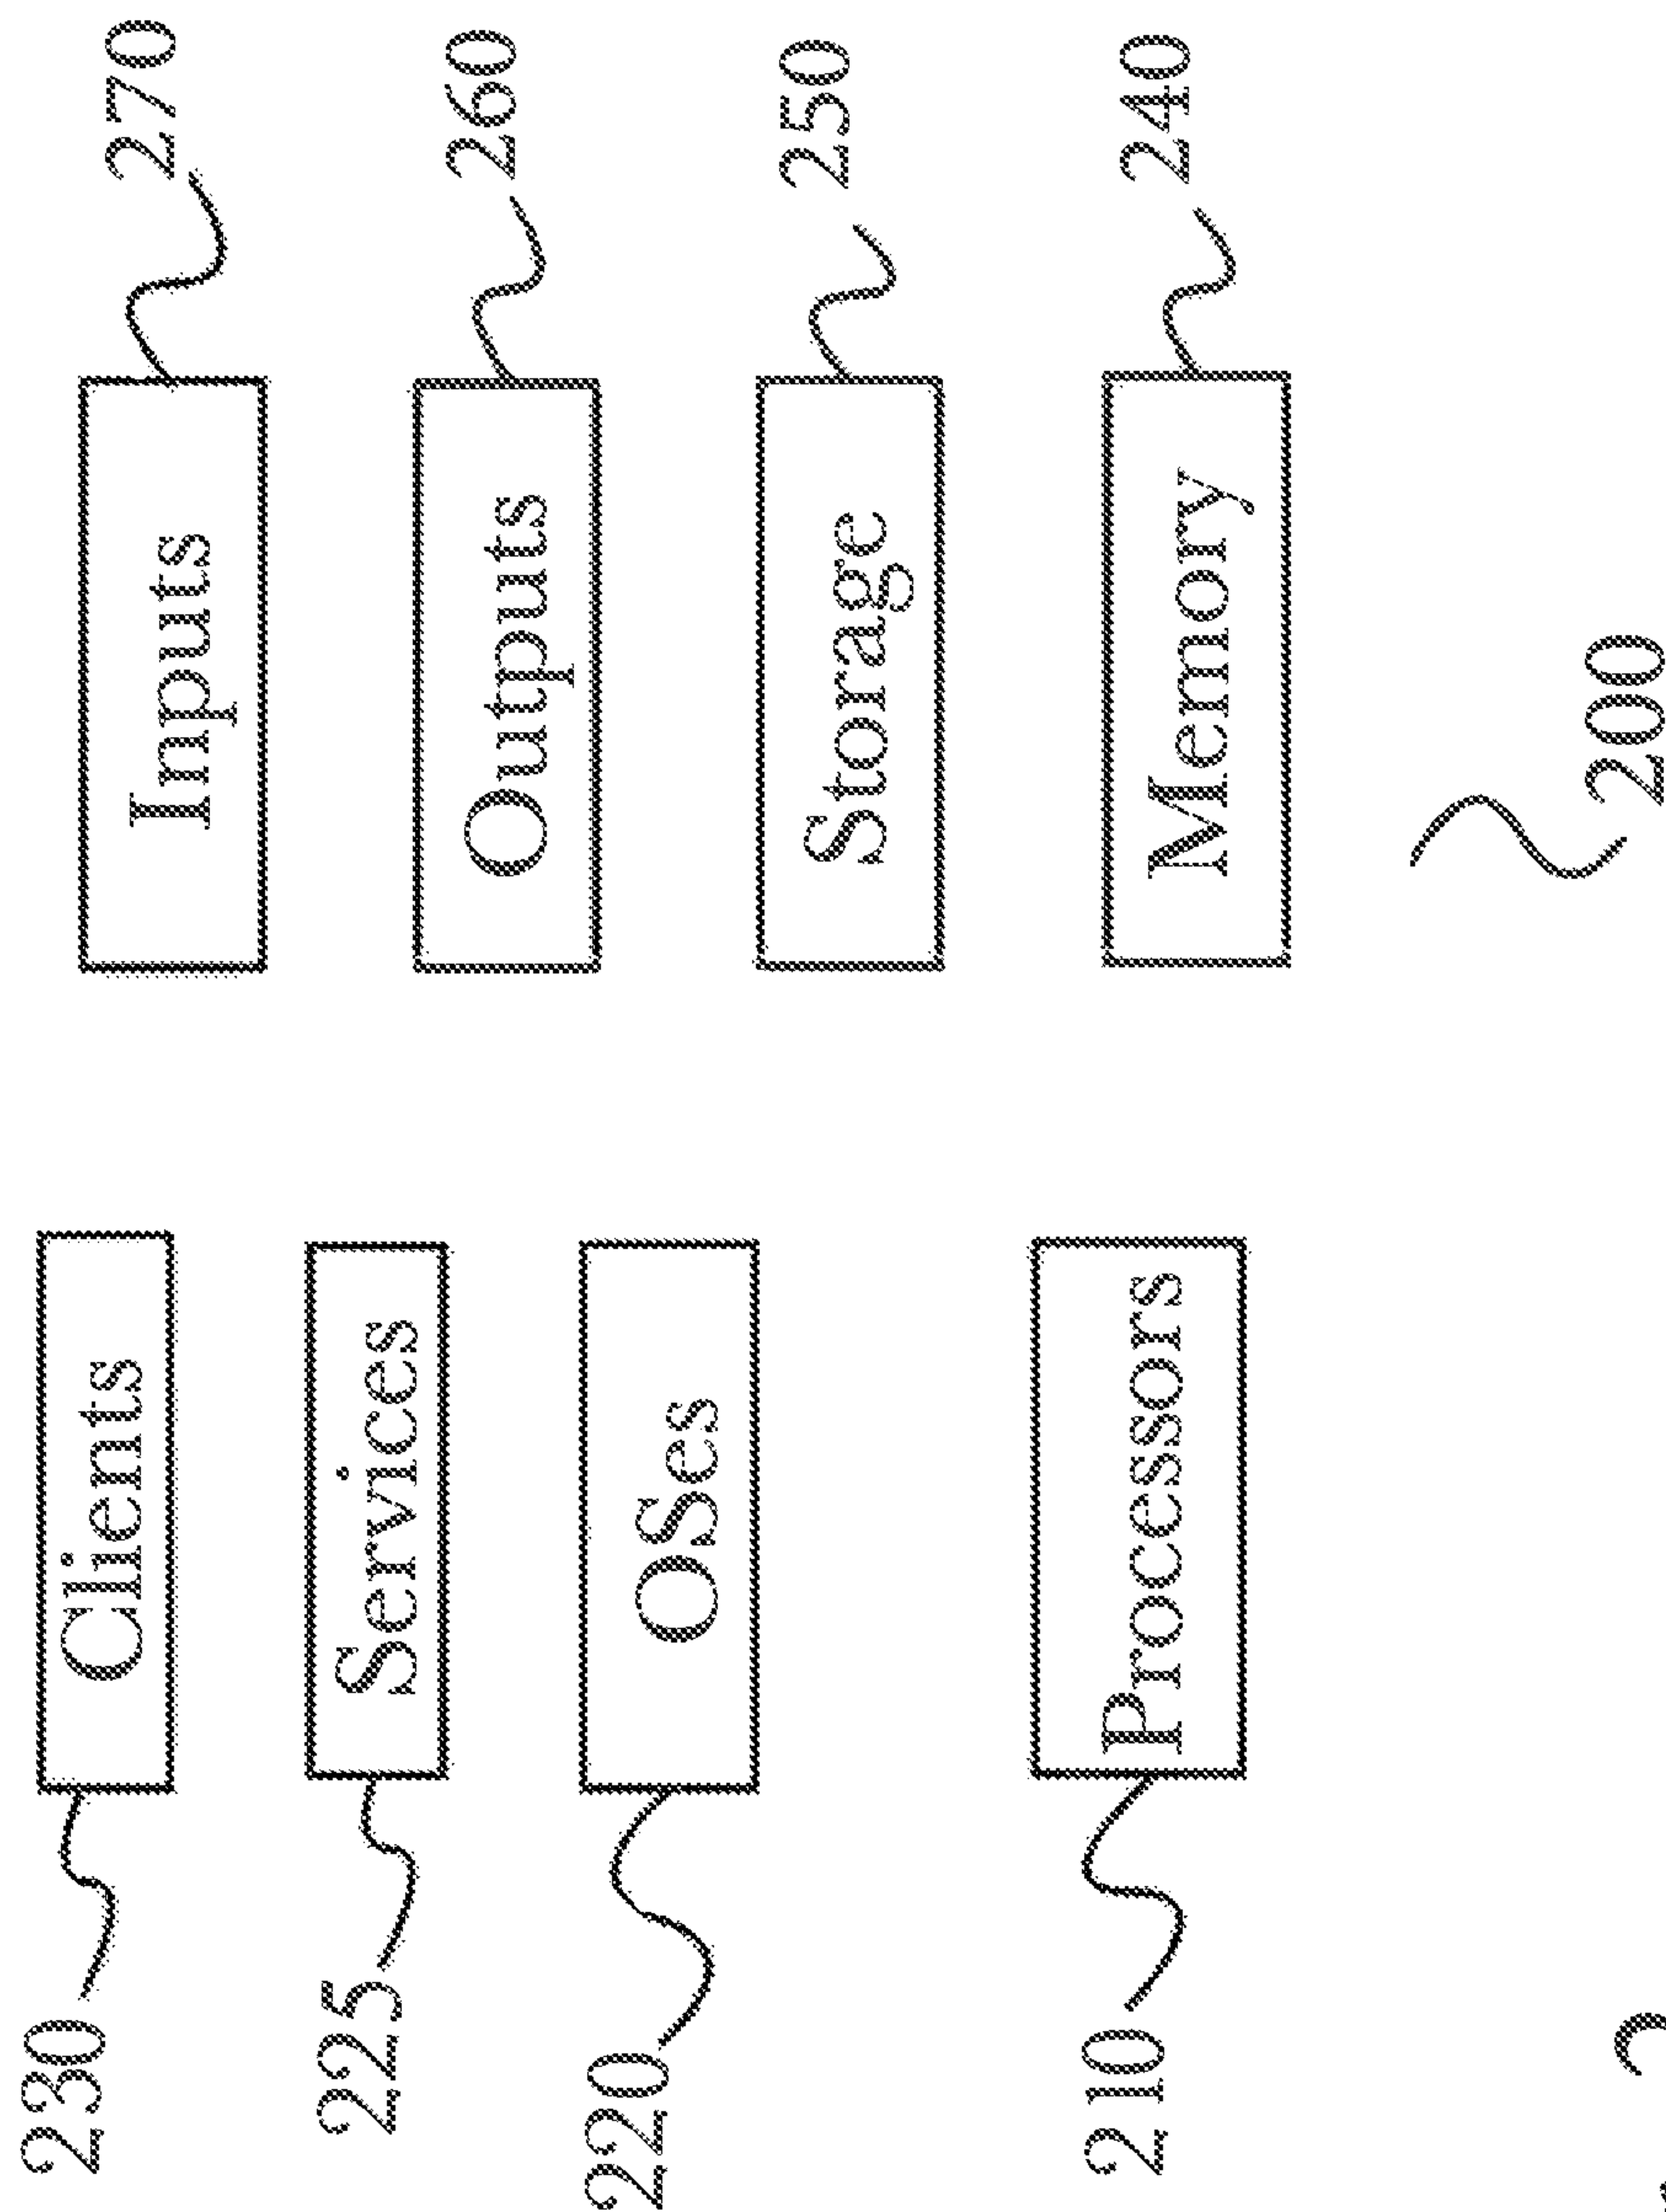 230 Clients
225 Services
220 OSes
210 Processors
Inputs 270
Outputs 260
Storage 250
Memory 240
200